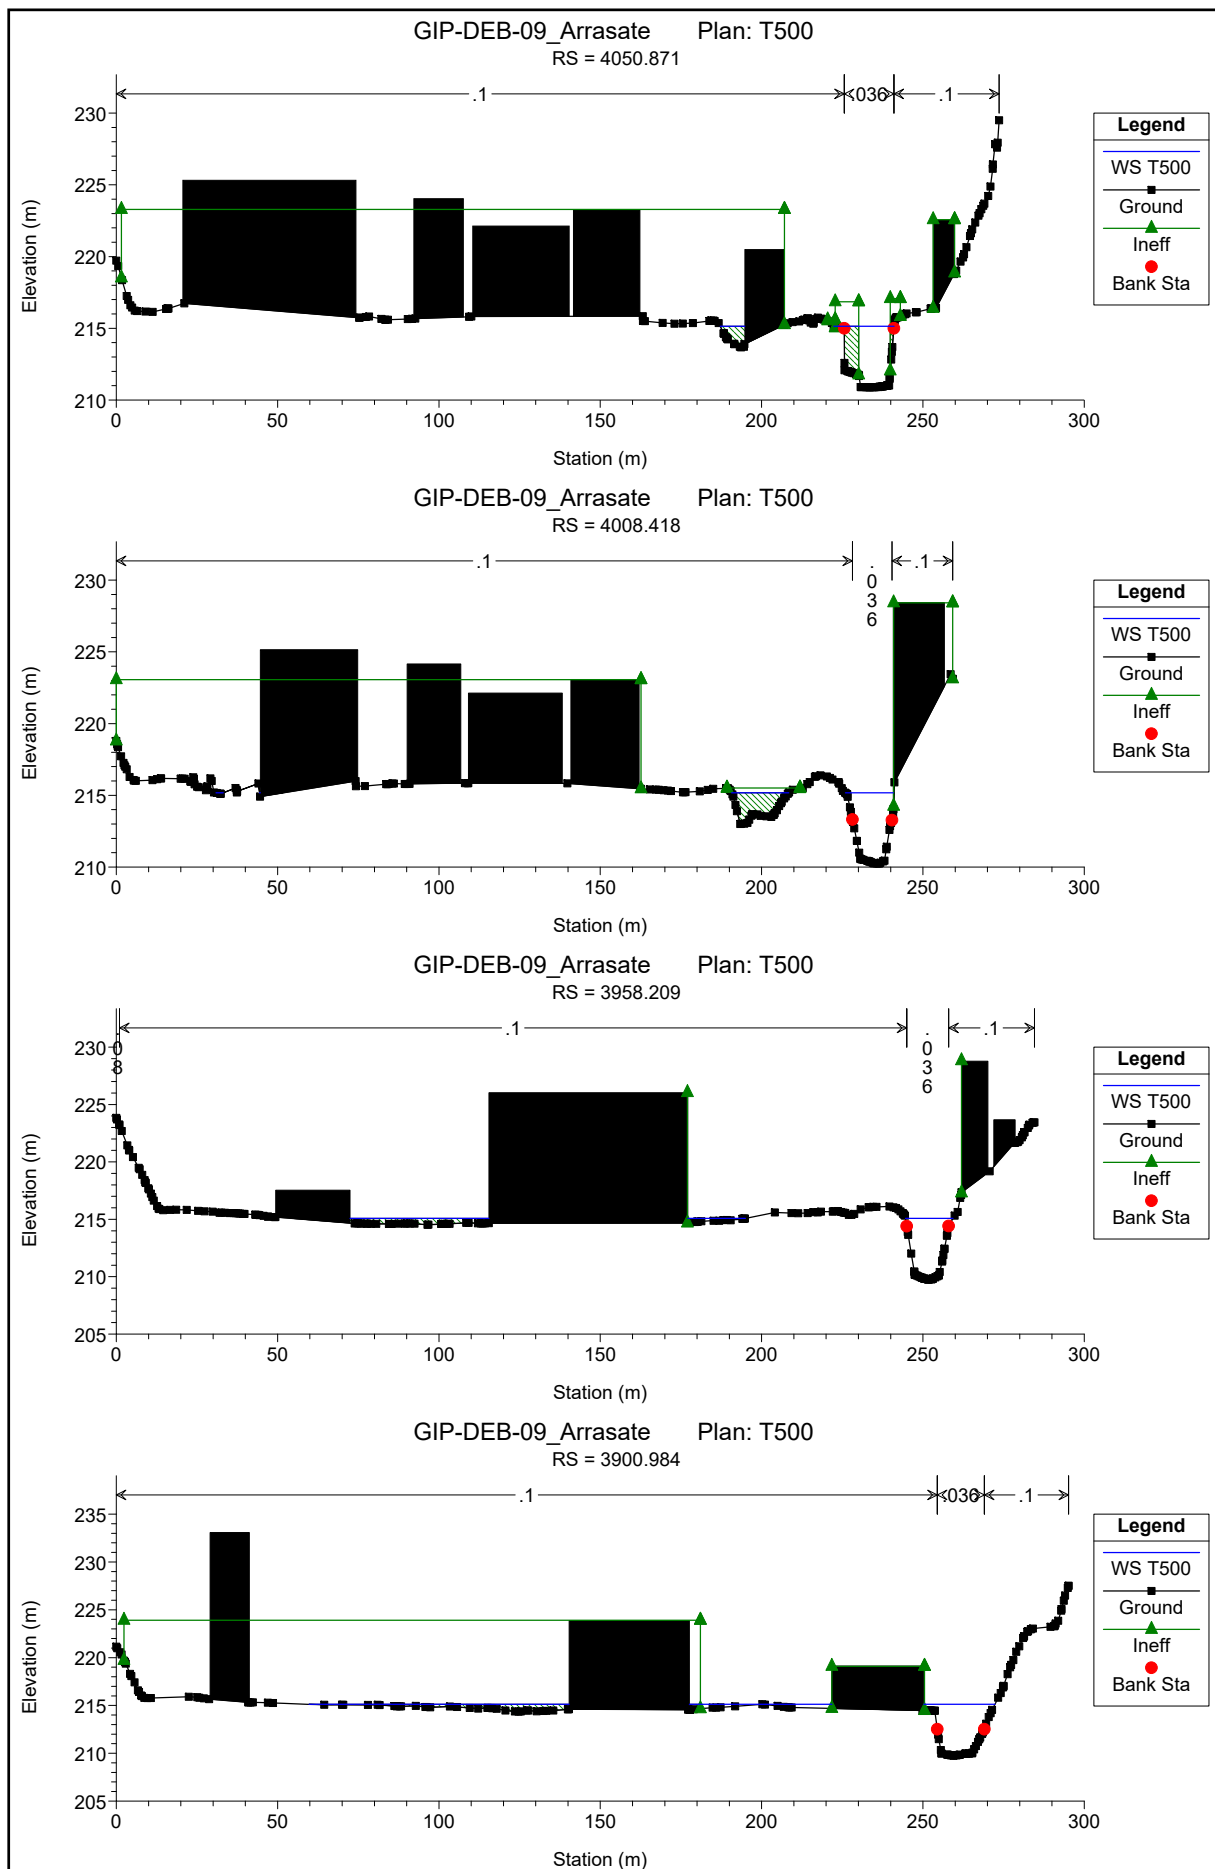 GIP-DEB-09_Arrasate Plan: T500
RS = 4050.871
.1 .036 .1
230
225
220
215
210
0 50 100 150 200 250 300
Elevation (m)
Station (m)
Legend
WS T500
Ground
Ineff
Bank Sta
GIP-DEB-09_Arrasate Plan: T500
RS = 4008.418
.1 .036 .1
230
225
220
215
210
0 50 100 150 200 250 300
Elevation (m)
Station (m)
Legend
WS T500
Ground
Ineff
Bank Sta
GIP-DEB-09_Arrasate Plan: T500
RS = 3958.209
.08 .1 .036 .1
230
225
220
215
210
205
0 50 100 150 200 250 300
Elevation (m)
Station (m)
Legend
WS T500
Ground
Ineff
Bank Sta
GIP-DEB-09_Arrasate Plan: T500
RS = 3900.984
.1 .036 .1
235
230
225
220
215
210
205
0 50 100 150 200 250 300
Elevation (m)
Station (m)
Legend
WS T500
Ground
Ineff
Bank Sta